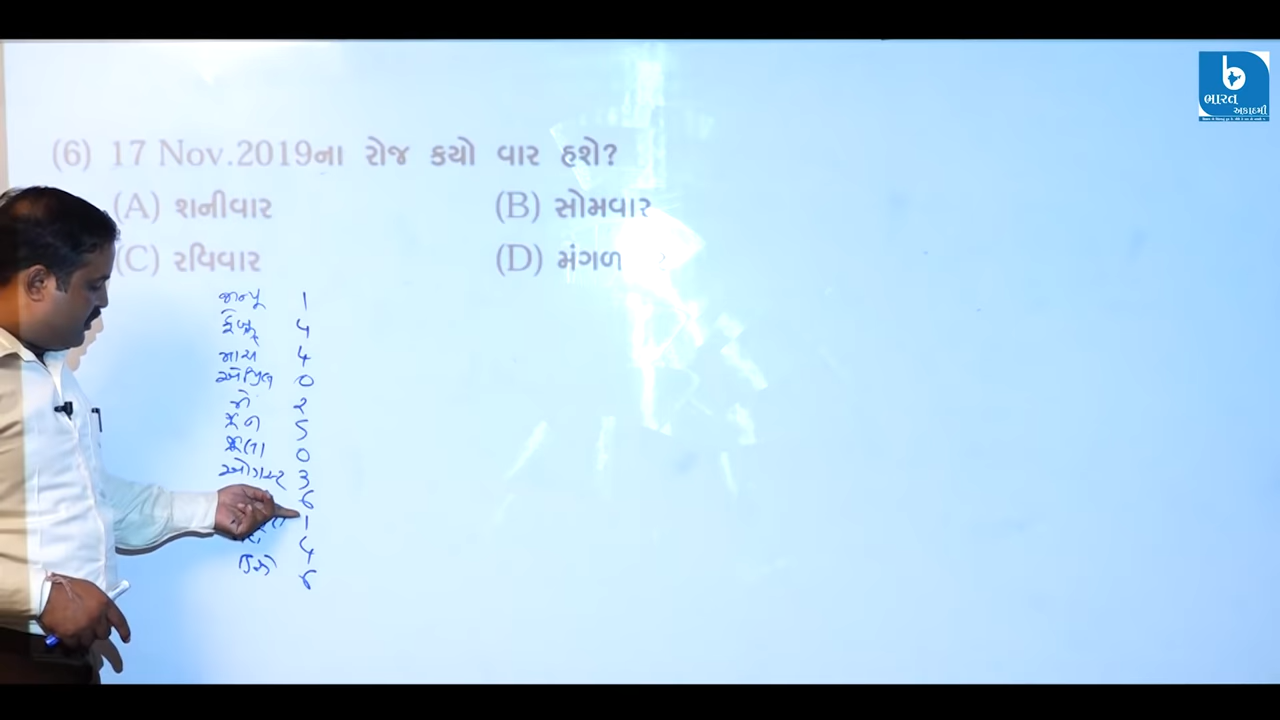 ભારત
અકાદમી
(6) 17 Nov.2019ના રોજ કયો વાર હશે?
(A) શનીવાર (B) સોમવાર
(C) રવિવાર (D) મંગળ
જાન્યુ 1
ફેબ્રુ 4
માર્ચ 4
એપ્રિલ 0
મે 2
જૂન 5
જુલા 0
ઓગસ્ટ 3
6
1
4
ડિસે 6